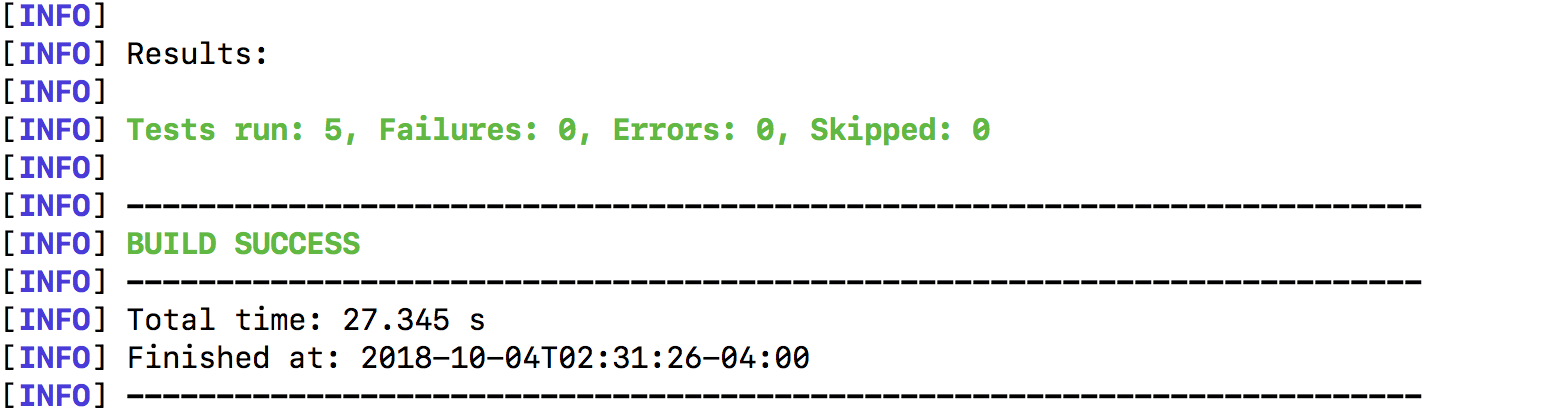 [INFO]
[INFO] Results:
[INFO]
[INFO] Tests run: 5, Failures: 0, Errors: 0, Skipped: 0
[INFO]
[INFO] ------------------------------------------------------------------------
[INFO] BUILD SUCCESS
[INFO] ------------------------------------------------------------------------
[INFO] Total time: 27.345 s
[INFO] Finished at: 2018-10-04T02:31:26-04:00
[INFO] ------------------------------------------------------------------------